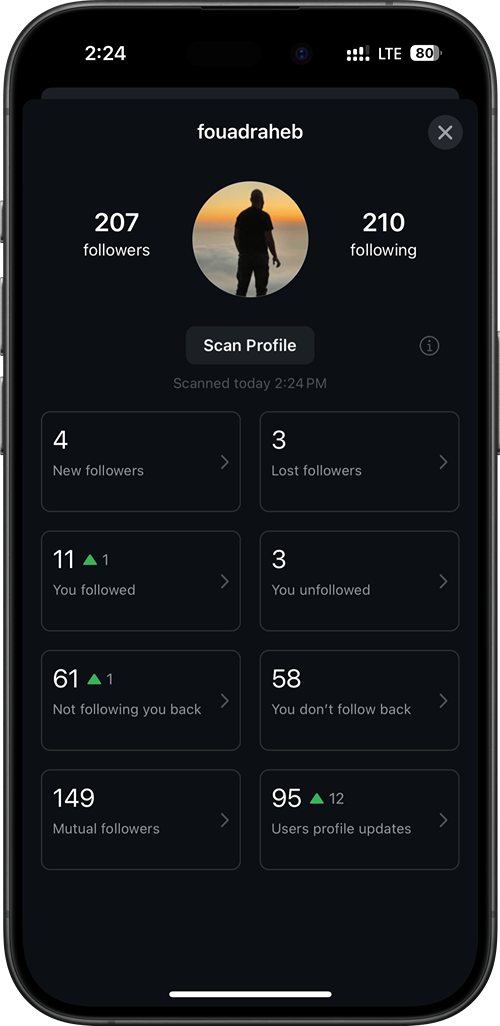 2:24 LTE 80
fouadraheb
207 210
followers following
Scan Profile
Scanned today 2:24 PM
4
New followers
3
Lost followers
11 1
You followed
3
You unfollowed
61 1
Not following you back
58
You don’t follow back
149
Mutual followers
95 12
Users profile updates